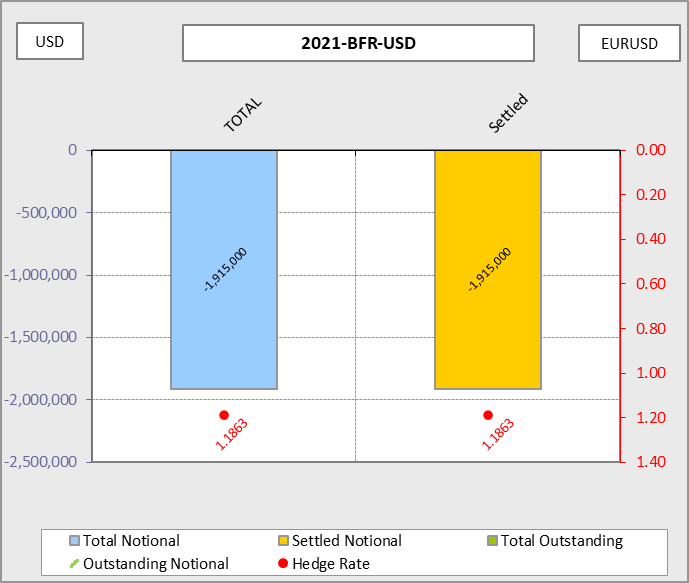 USD
2021-BFR-USD
EURUSD
TOTAL
Settled
0
-500,000
-1,000,000
-1,500,000
-2,000,000
-2,500,000
-1,915,000
-1,915,000
1.1863
1.1863
0.00
0.20
0.40
0.60
0.80
1.00
1.20
1.40
Total Notional
Settled Notional
Total Outstanding
Outstanding Notional
Hedge Rate